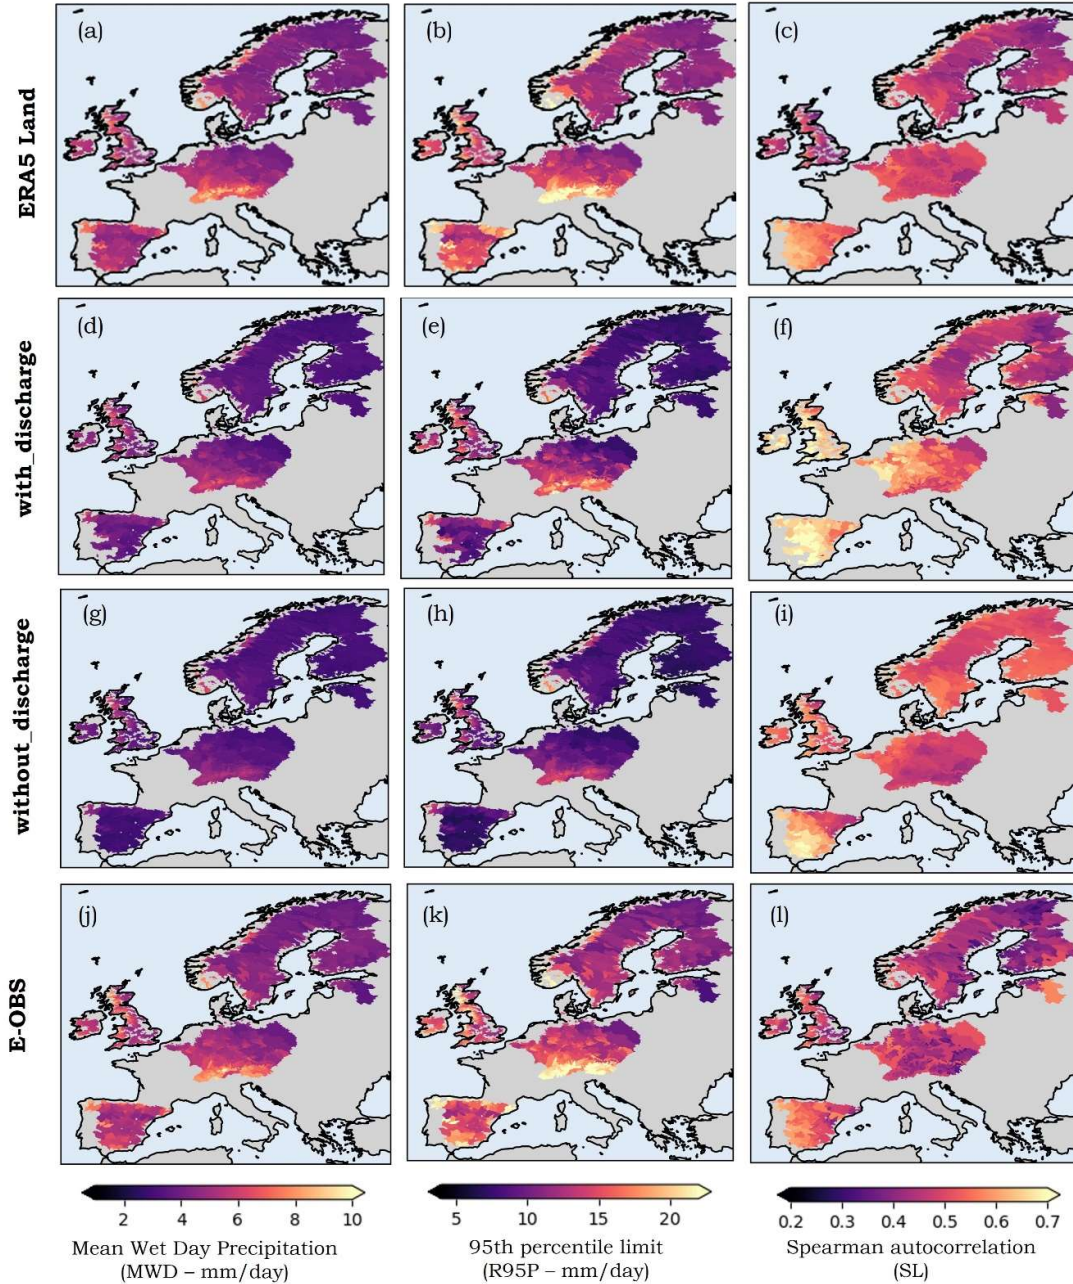 (a) (b) (c)
ERA5 Land
(d) (e) (f)
with_discharge
(g) (h) (i)
without_discharge
(j) (k) (l)
E-OBS
2 4 6 8 10
5 10 15 20
0.2 0.3 0.4 0.5 0.6 0.7
Mean Wet Day Precipitation
(MWD – mm/day)
95th percentile limit
(R95P – mm/day)
Spearman autocorrelation
(SL)